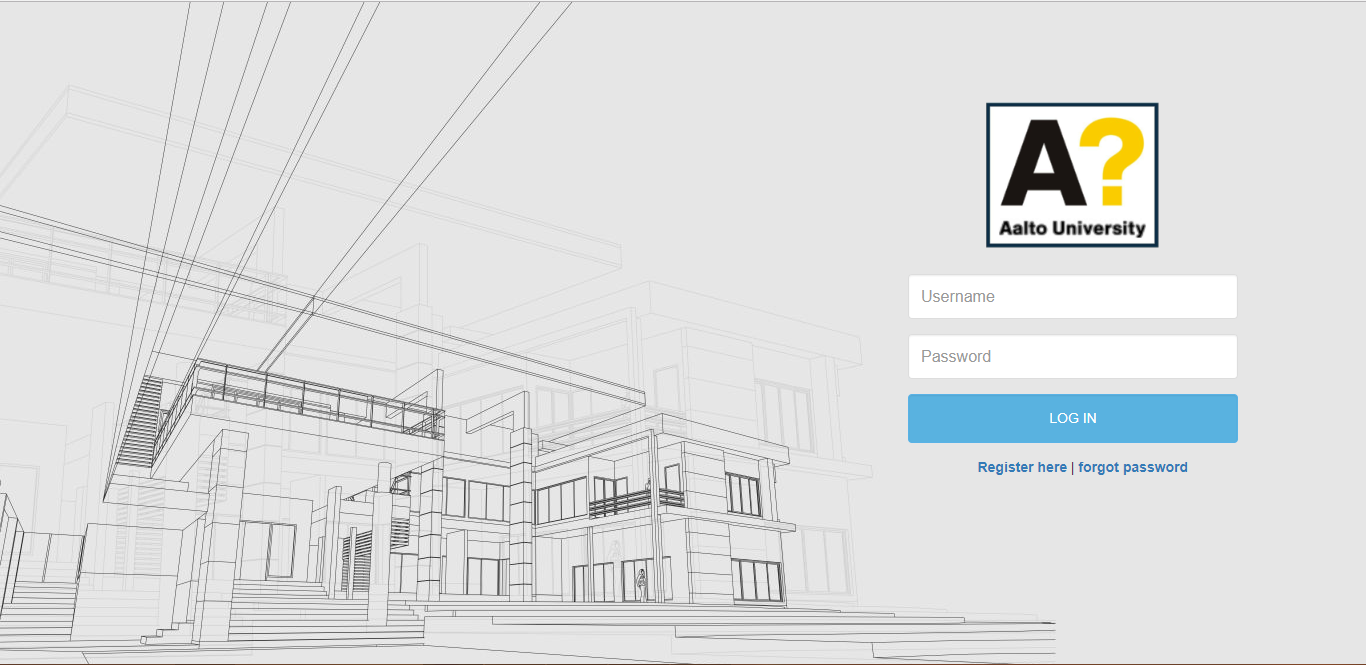 A?
Aalto University
Username
Password
LOG IN
Register here | forgot password